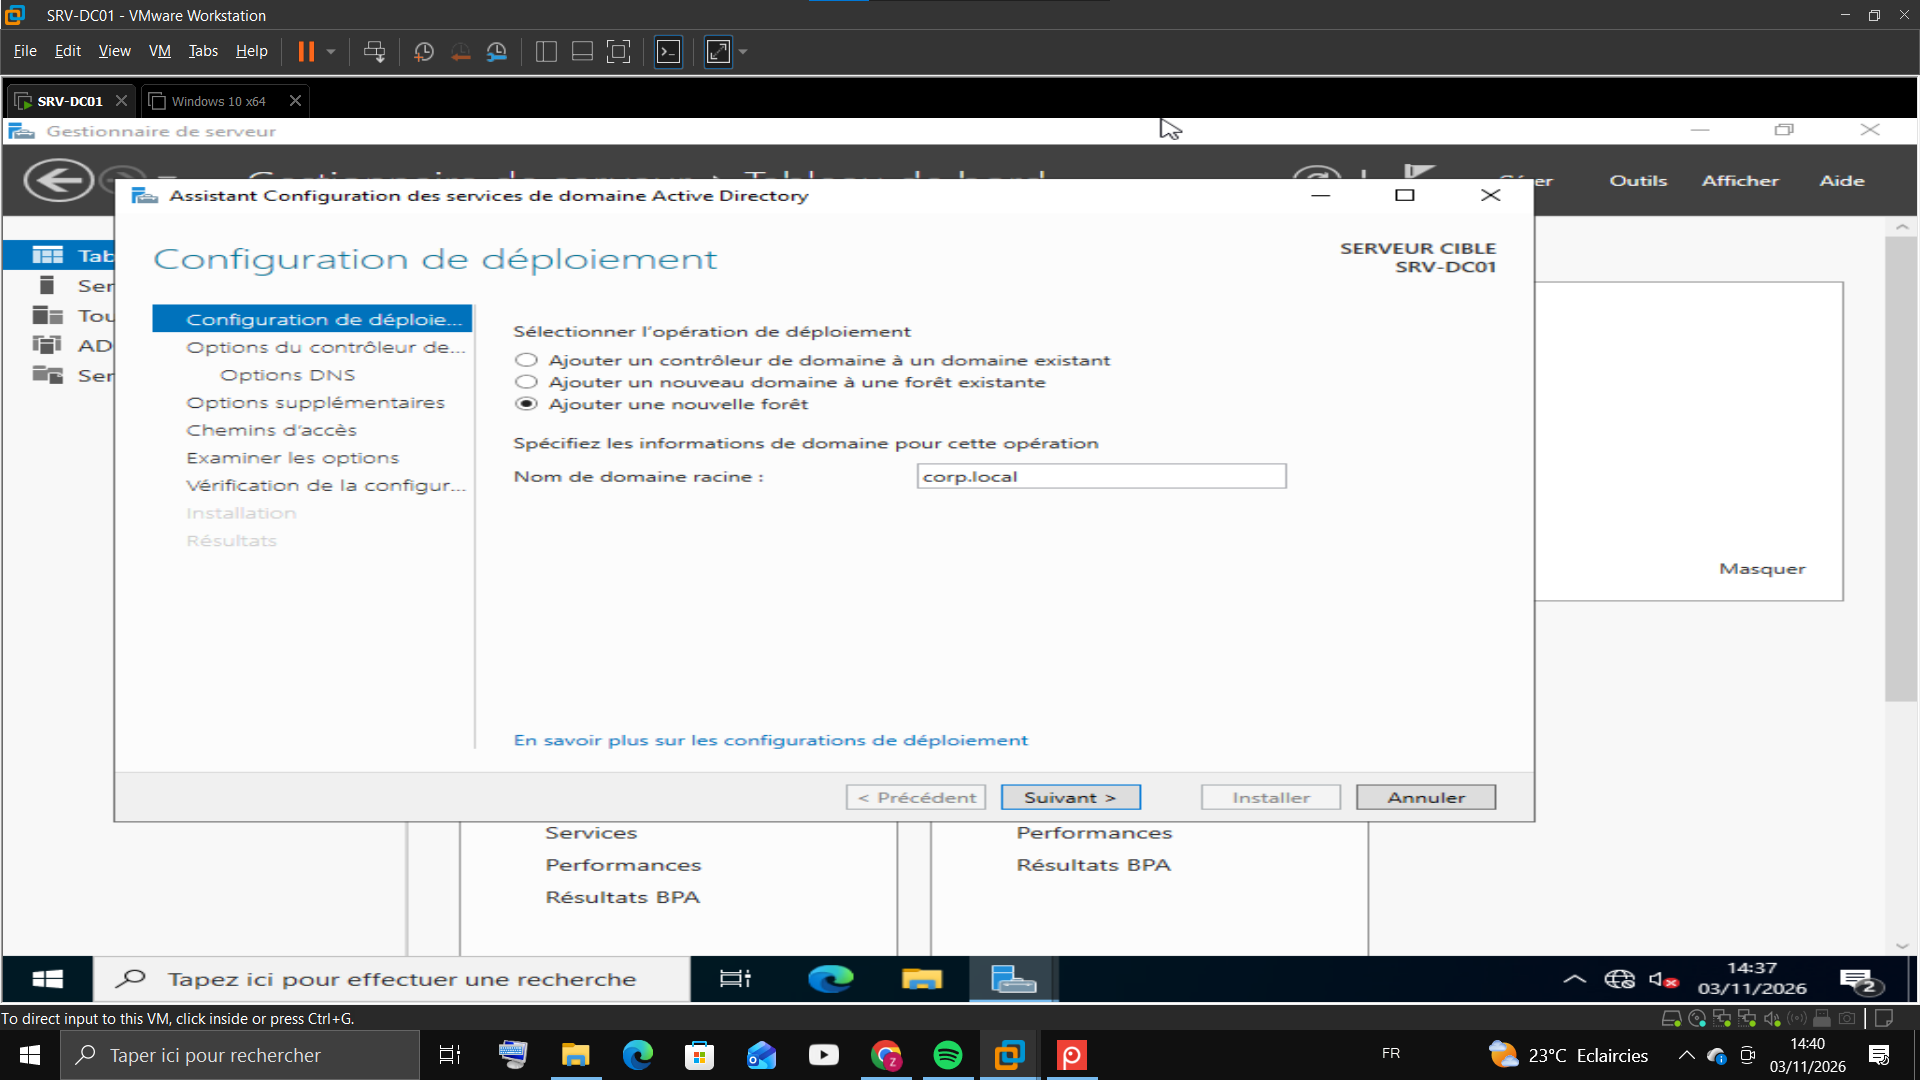 SRV-DC01 - VMware Workstation
File Edit View VM Tabs Help
SRV-DC01
Windows 10 x64
Gestionnaire de serveur
Outils Afficher Aide
Assistant Configuration des services de domaine Active Directory
Configuration de déploiement
SERVEUR CIBLE
SRV-DC01
Tab
Ser
Tou
AD
Ser
Configuration de déploie...
Options du contrôleur de...
Options DNS
Options supplémentaires
Chemins d'accès
Examiner les options
Vérification de la configur...
Installation
Résultats
Sélectionner l'opération de déploiement
Ajouter un contrôleur de domaine à un domaine existant
Ajouter un nouveau domaine à une forêt existante
Ajouter une nouvelle forêt
Spécifiez les informations de domaine pour cette opération
Nom de domaine racine :
corp.local
En savoir plus sur les configurations de déploiement
Masquer
< Précédent
Suivant >
Installer
Annuler
Services
Performances
Résultats BPA
Performances
Résultats BPA
Tapez ici pour effectuer une recherche
14:37
03/11/2026
2
To direct input to this VM, click inside or press Ctrl+G.
Taper ici pour rechercher
FR
23°C Eclaircies
14:40
03/11/2026